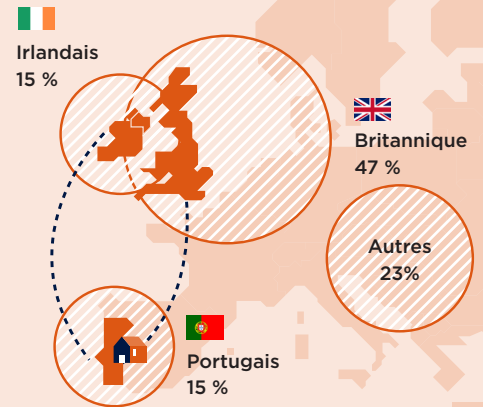 Irlandais
15 %
Britannique
47 %
Autres
23%
Portugais
15 %